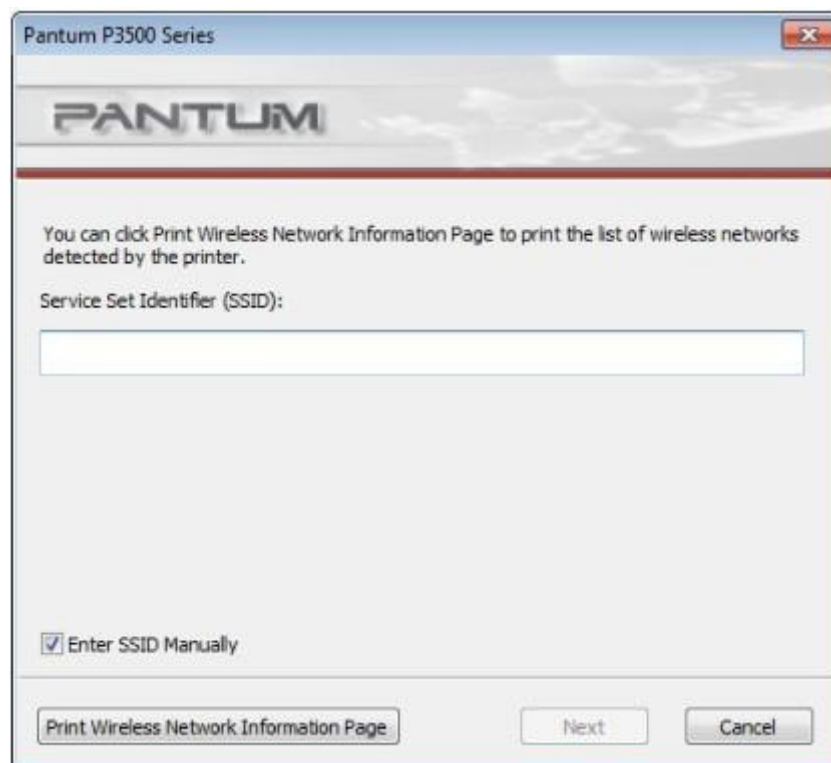 Pantum P3500 Series
PANTUM
You can click Print Wireless Network Information Page to print the list of wireless networks
detected by the printer.
Service Set Identifier (SSID):
Enter SSID Manually
Print Wireless Network Information Page
Next
Cancel